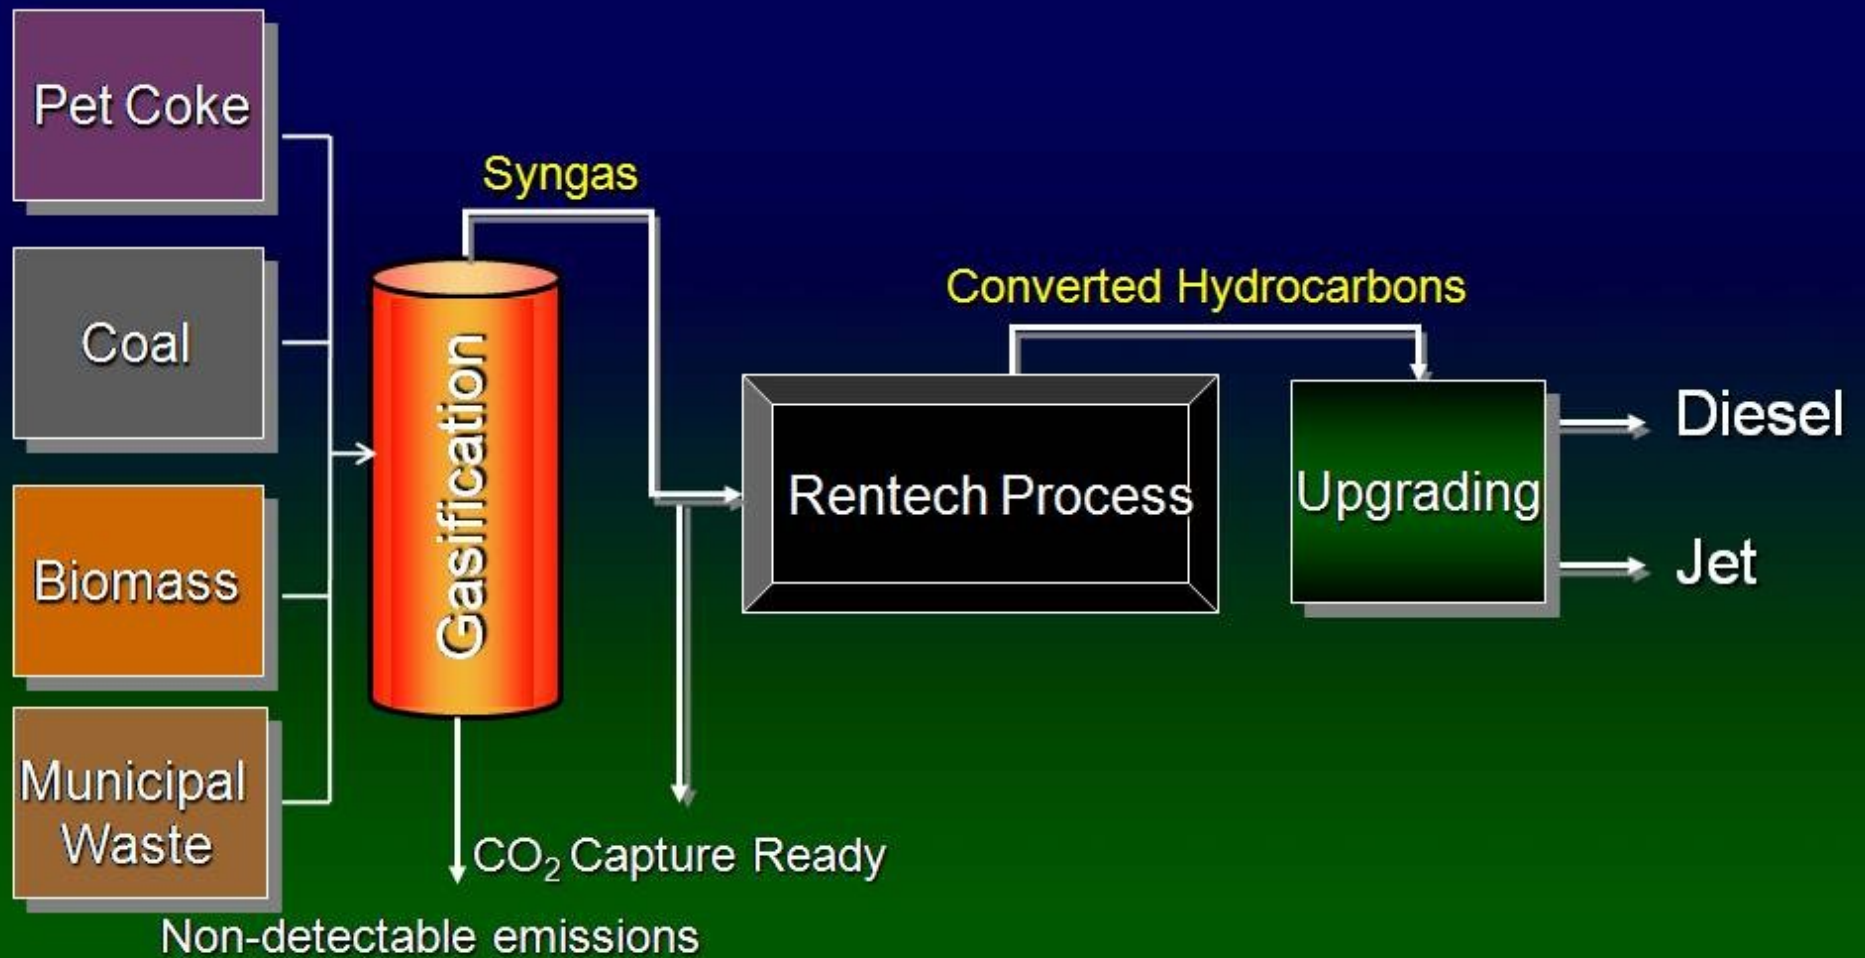 Pet Coke
Coal
Biomass
Municipal
Waste
Gasification
Syngas
CO₂ Capture Ready
Non-detectable emissions
Rentech Process
Converted Hydrocarbons
Upgrading
Diesel
Jet